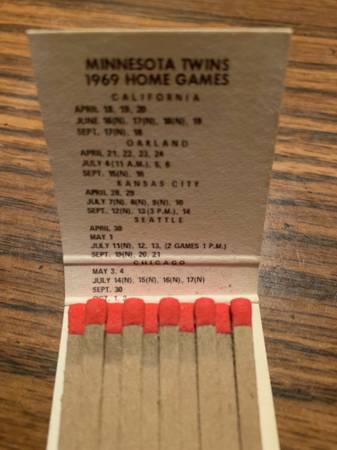 MINNESOTA TWINS
1969 HOME GAMES
CALIFORNIA
APRIL 18, 19, 20
JUNE 16(N), 17(N), 18(N), 19
SEPT. 17(N), 18
OAKLAND
APRIL 21, 22, 23, 24
JULY 4(11 A.M.), 5, 6
SEPT. 15(N), 16
KANSAS CITY
APRIL 28, 29
JULY 7(N), 8(N), 9(N), 10
SEPT. 12(N), 13(3 P.M.), 14
SEATTLE
APRIL 30
MAY 1
JULY 11(N), 12, 13, (2 GAMES 1 P.M.)
SEPT. 19(N), 20, 21
CHICAGO
MAY 3, 4
JULY 14(N), 15(N), 16(N), 17(N)
SEPT. 30
OCT. 1, 2